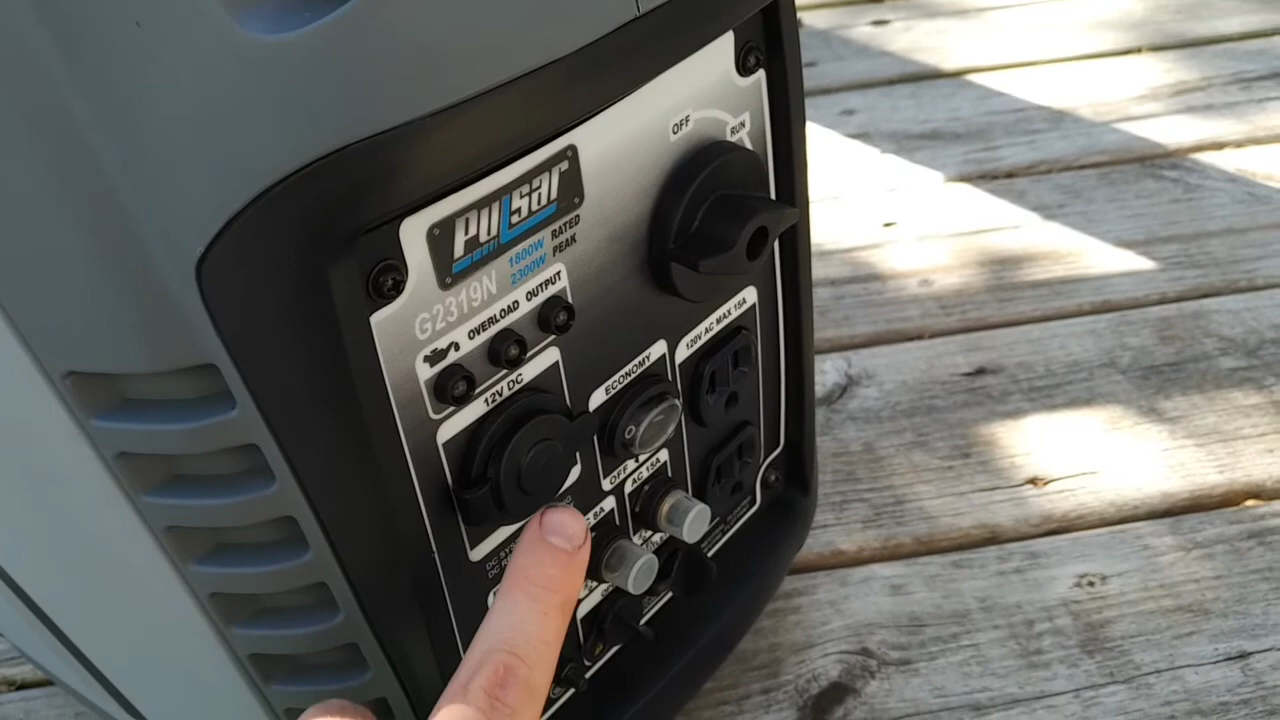 OFF
RUN
Pulsar
1800W RATED
2300W PEAK
G2319N
OVERLOAD OUTPUT
12V DC
ECONOMY
OFF
120V AC MAX 15A
AC 15A
8A